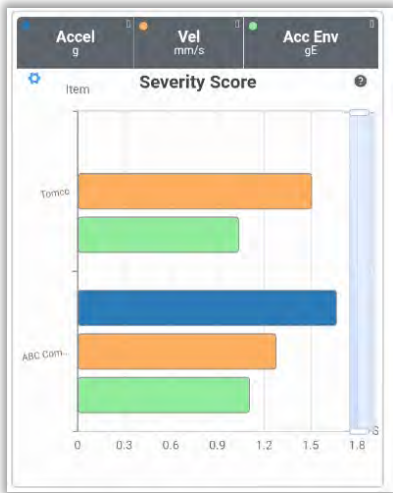 Accel
g
Vel
mm/s
Acc Env
gE
Severity Score
Item
Tomco
ABC Com..
0 0.3 0.6 0.9 1.2 1.5 1.8
S